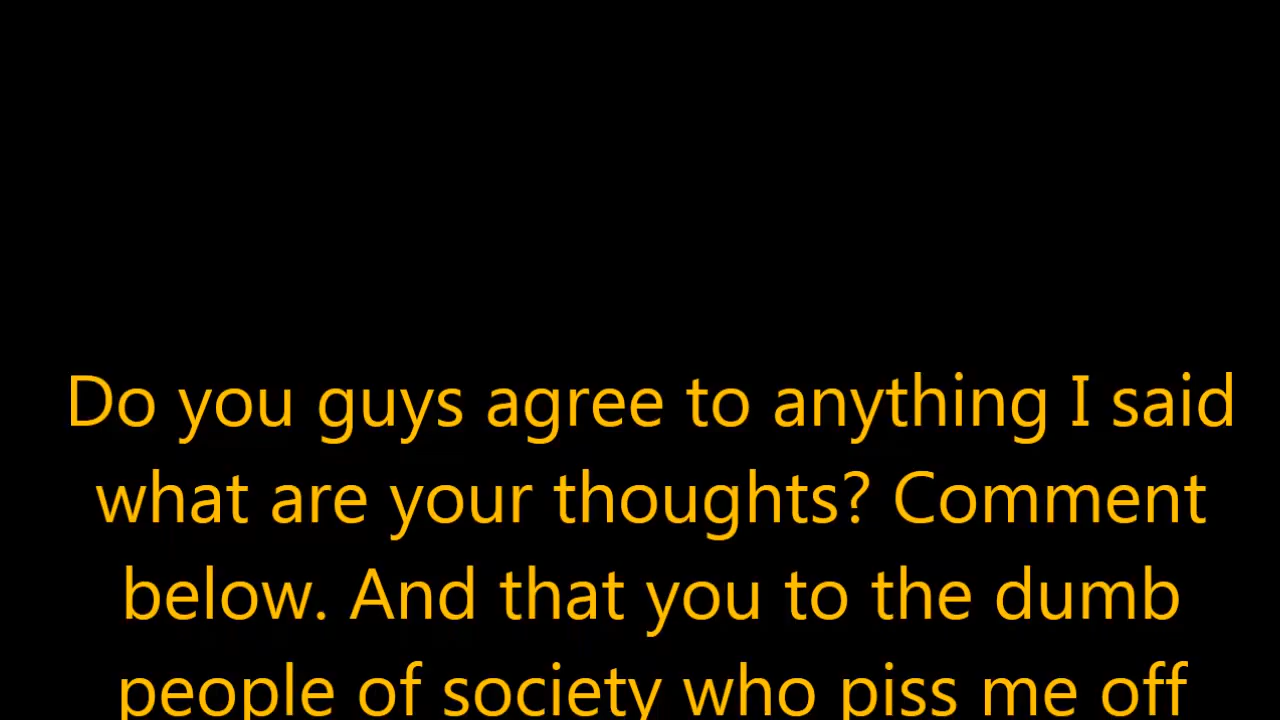 Do you guys agree to anything I said
what are your thoughts? Comment
below. And that you to the dumb
people of society who piss me off